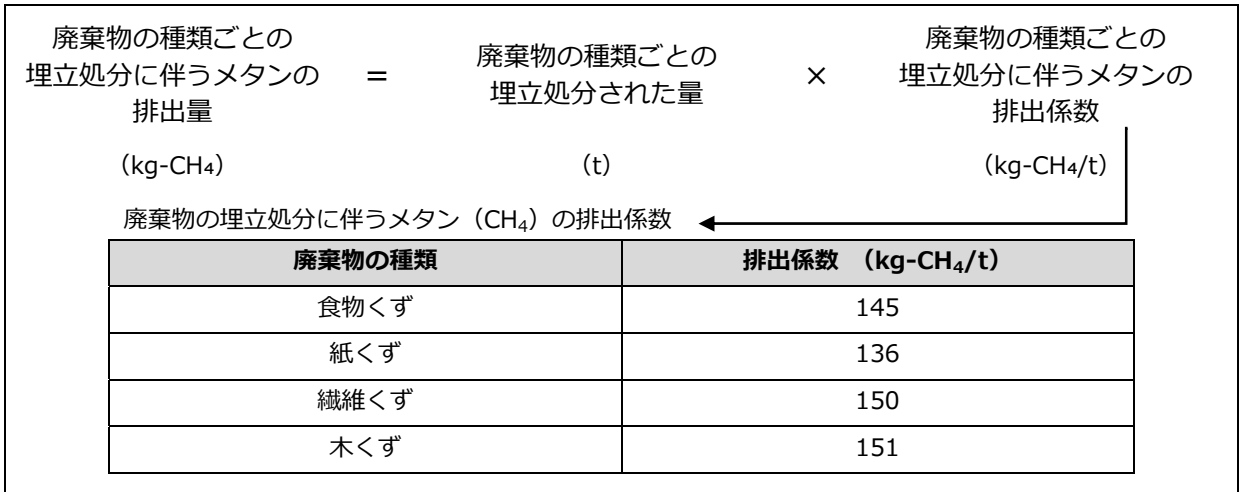 廃棄物の種類ごとの
埋立処分に伴うメタンの
排出量
＝
廃棄物の種類ごとの
埋立処分された量
×
廃棄物の種類ごとの
埋立処分に伴うメタンの
排出係数
（kg-CH₄）
（t）
（kg-CH₄/t）
廃棄物の埋立処分に伴うメタン（CH₄）の排出係数
廃棄物の種類 排出係数 （kg-CH₄/t）
食物くず 145
紙くず 136
繊維くず 150
木くず 151